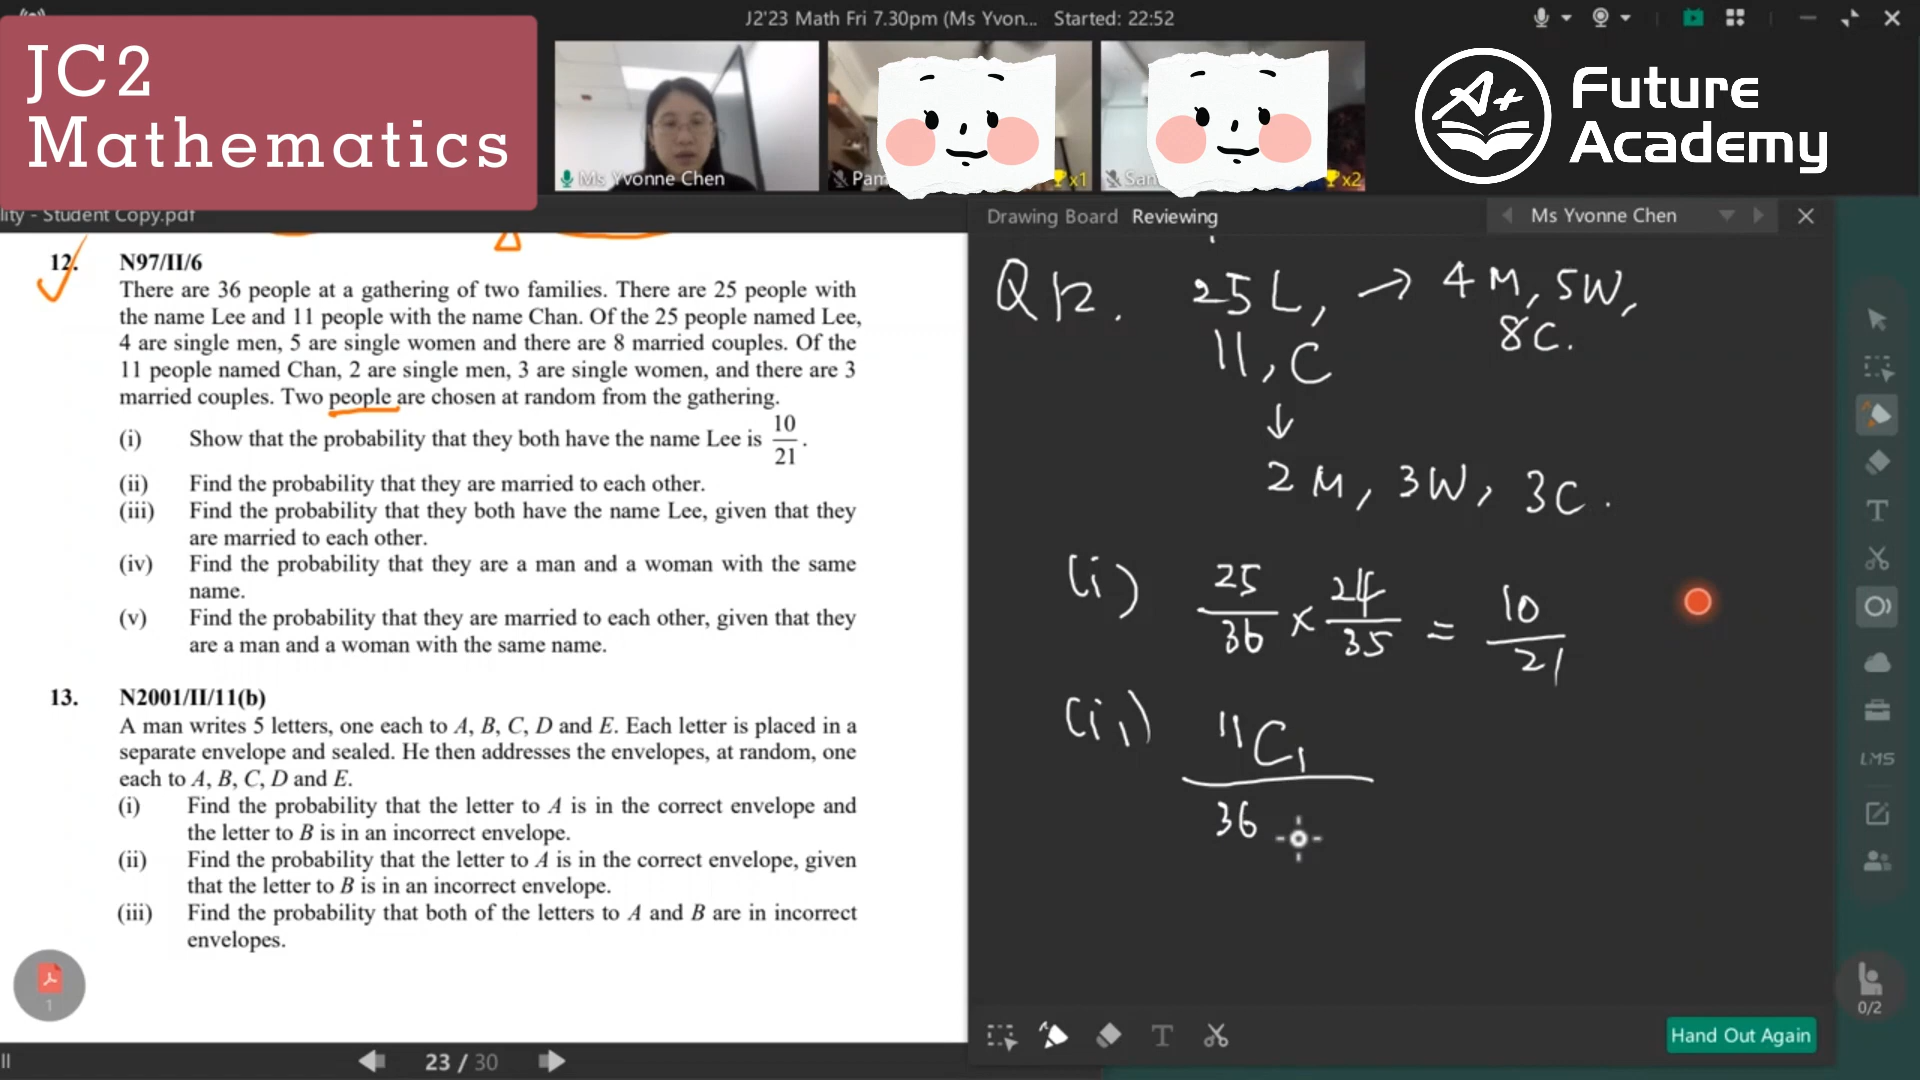 J2'23 Math Fri 7.30pm (Ms Yvon... Started: 22:52
JC2
Mathematics
Ms Yvonne Chen
Pam
x1
San
x2
A+
Future
Academy
lity - Student Copy.pdf
Drawing Board Reviewing
Ms Yvonne Chen
12. N97/II/6
There are 36 people at a gathering of two families. There are 25 people with
the name Lee and 11 people with the name Chan. Of the 25 people named Lee,
4 are single men, 5 are single women and there are 8 married couples. Of the
11 people named Chan, 2 are single men, 3 are single women, and there are 3
married couples. Two people are chosen at random from the gathering.
(i) Show that the probability that they both have the name Lee is 10/21.
(ii) Find the probability that they are married to each other.
(iii) Find the probability that they both have the name Lee, given that they
are married to each other.
(iv) Find the probability that they are a man and a woman with the same
name.
(v) Find the probability that they are married to each other, given that they
are a man and a woman with the same name.
13. N2001/II/11(b)
A man writes 5 letters, one each to A, B, C, D and E. Each letter is placed in a
separate envelope and sealed. He then addresses the envelopes, at random, one
each to A, B, C, D and E.
(i) Find the probability that the letter to A is in the correct envelope and
the letter to B is in an incorrect envelope.
(ii) Find the probability that the letter to A is in the correct envelope, given
that the letter to B is in an incorrect envelope.
(iii) Find the probability that both of the letters to A and B are in incorrect
envelopes.
1
23 / 30
Q12. 25L, → 4M, 5W,
8C.
11, C
↓
2M, 3W, 3C.
(i) 25/36 × 24/35 = 10/21
(ii) ¹¹C₁
36
T
LMS
0/2
T
Hand Out Again